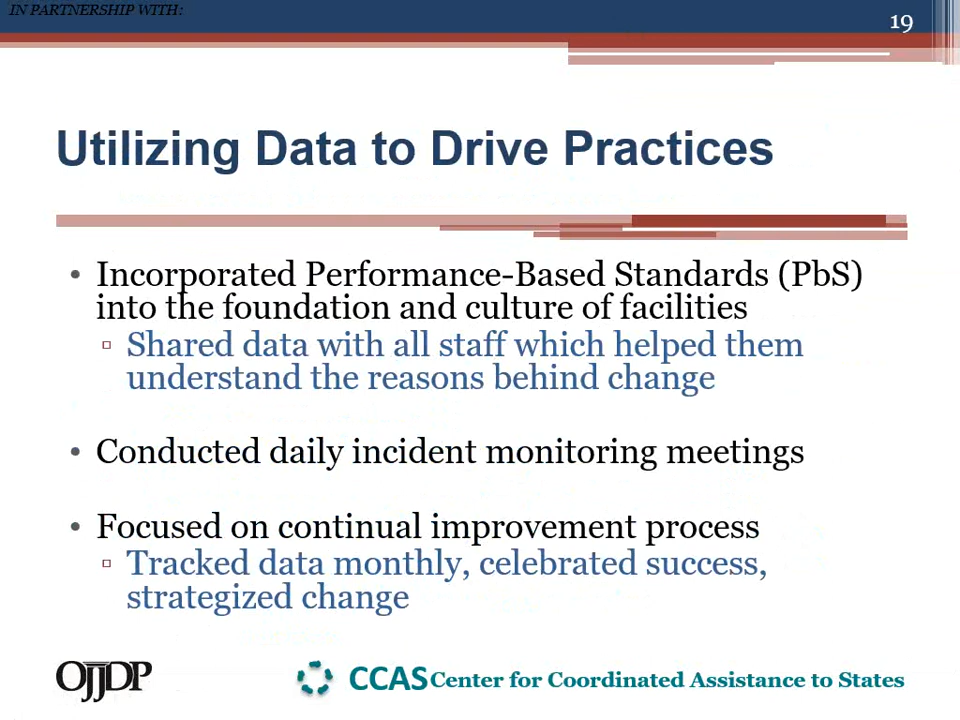 IN PARTNERSHIP WITH:
19
Utilizing Data to Drive Practices
• Incorporated Performance-Based Standards (PbS)
into the foundation and culture of facilities
▫ Shared data with all staff which helped them
understand the reasons behind change
• Conducted daily incident monitoring meetings
• Focused on continual improvement process
▫ Tracked data monthly, celebrated success,
strategized change
OJJDP
CCAS Center for Coordinated Assistance to States